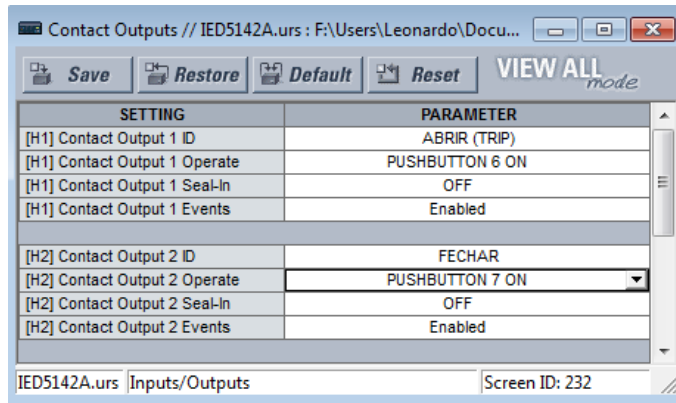 Contact Outputs // IED5142A.urs : F:\Users\Leonardo\Docu...
Save Restore Default Reset VIEW ALL mode
SETTING PARAMETER
[H1] Contact Output 1 ID ABRIR (TRIP)
[H1] Contact Output 1 Operate PUSHBUTTON 6 ON
[H1] Contact Output 1 Seal-In OFF
[H1] Contact Output 1 Events Enabled
[H2] Contact Output 2 ID FECHAR
[H2] Contact Output 2 Operate PUSHBUTTON 7 ON
[H2] Contact Output 2 Seal-In OFF
[H2] Contact Output 2 Events Enabled
IED5142A.urs Inputs/Outputs Screen ID: 232